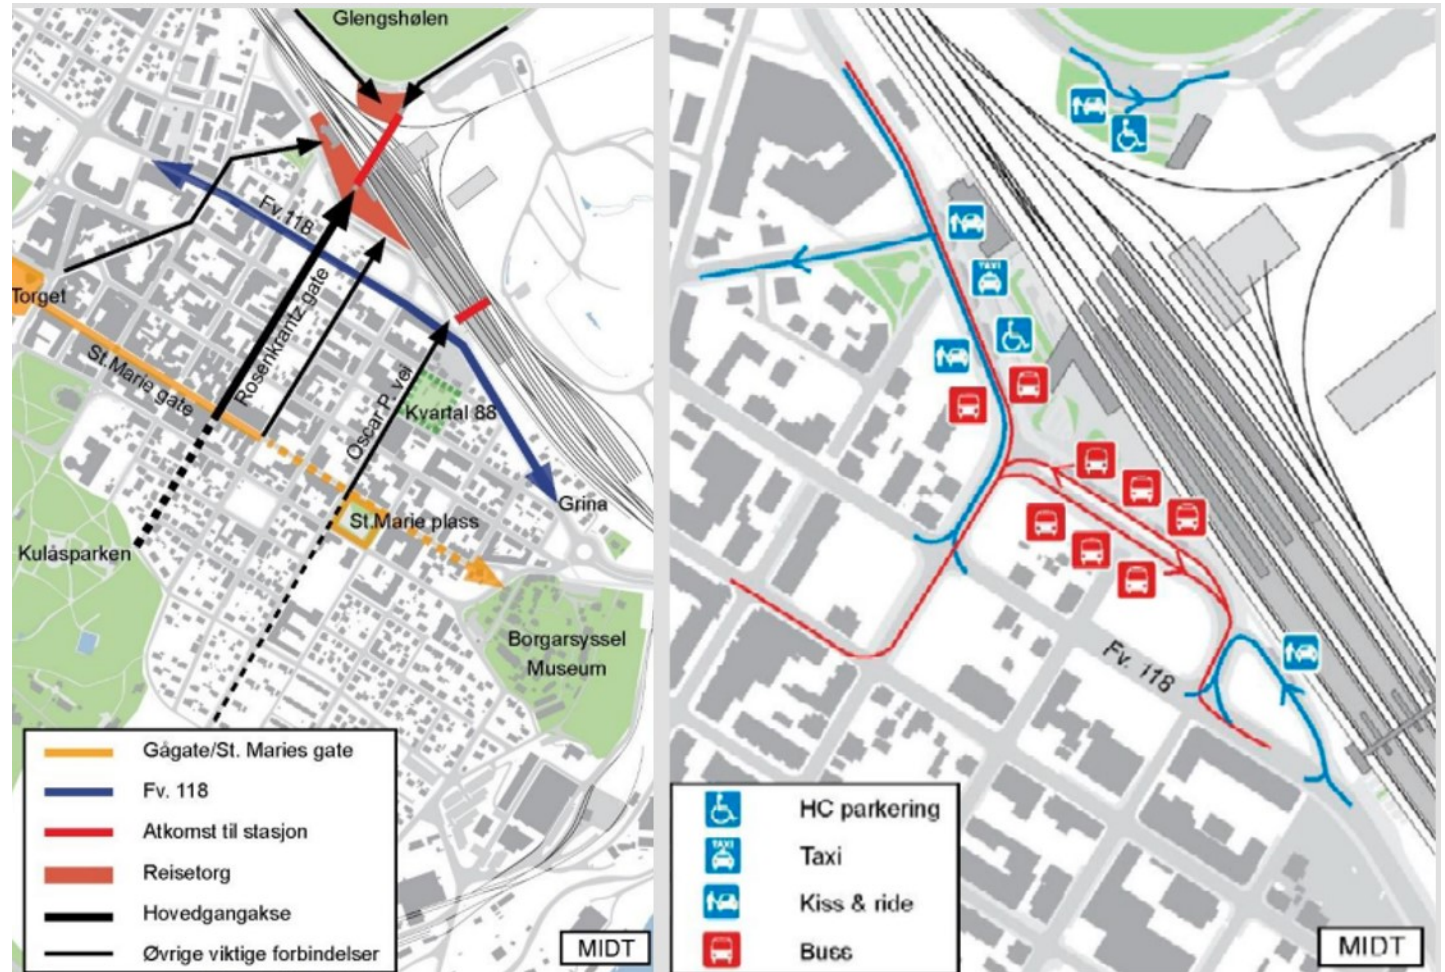 Glengshølen
Fv.118
Torget
Rosenkrantz gate
St.Marie gate
Oscar P. vei
Kvartal 88
Grina
St.Marie plass
Kulåsparken
Borgarsyssel
Museum
Gågate/St. Maries gate
Fv. 118
Atkomst til stasjon
Reisetorg
Hovedgangakse
Øvrige viktige forbindelser
MIDT
TAXI
Fv. 118
HC parkering
TAXI
Taxi
Kiss & ride
Buss
MIDT